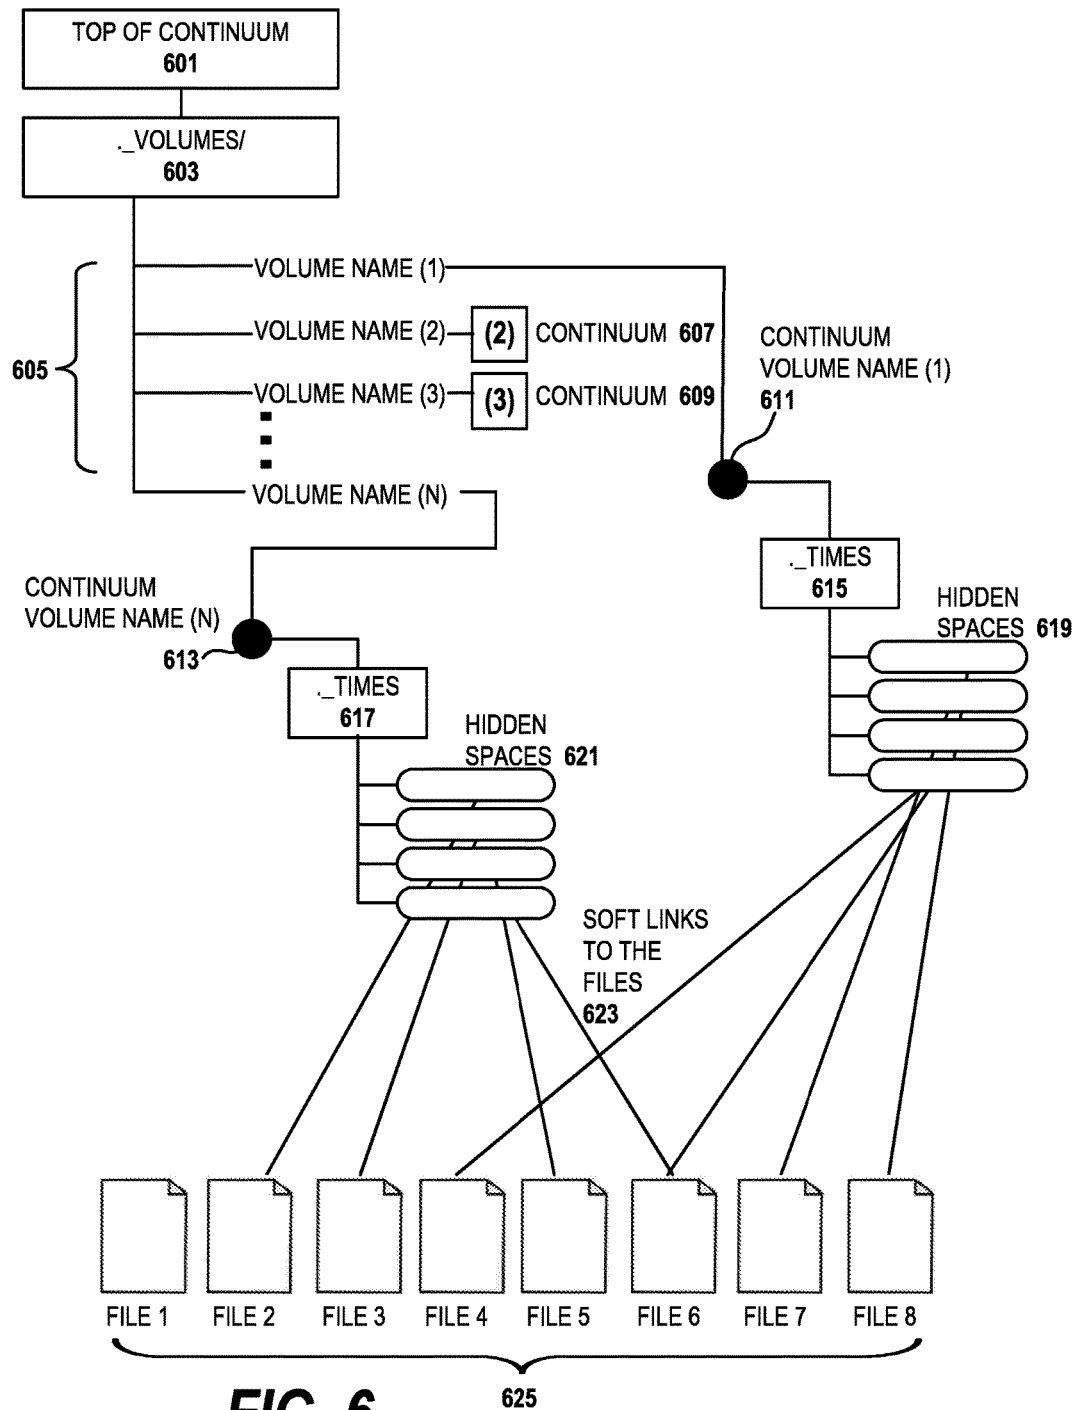 TOP OF CONTINUUM
601
._VOLUMES/
603
VOLUME NAME (1)
VOLUME NAME (2)
(2)
CONTINUUM 607
VOLUME NAME (3)
(3)
CONTINUUM 609
605
VOLUME NAME (N)
CONTINUUM
VOLUME NAME (1)
611
._TIMES
615
HIDDEN
SPACES 619
CONTINUUM
VOLUME NAME (N)
613
._TIMES
617
HIDDEN
SPACES 621
SOFT LINKS
TO THE
FILES
623
FILE 1
FILE 2
FILE 3
FILE 4
FILE 5
FILE 6
FILE 7
FILE 8
625
FIG. 6